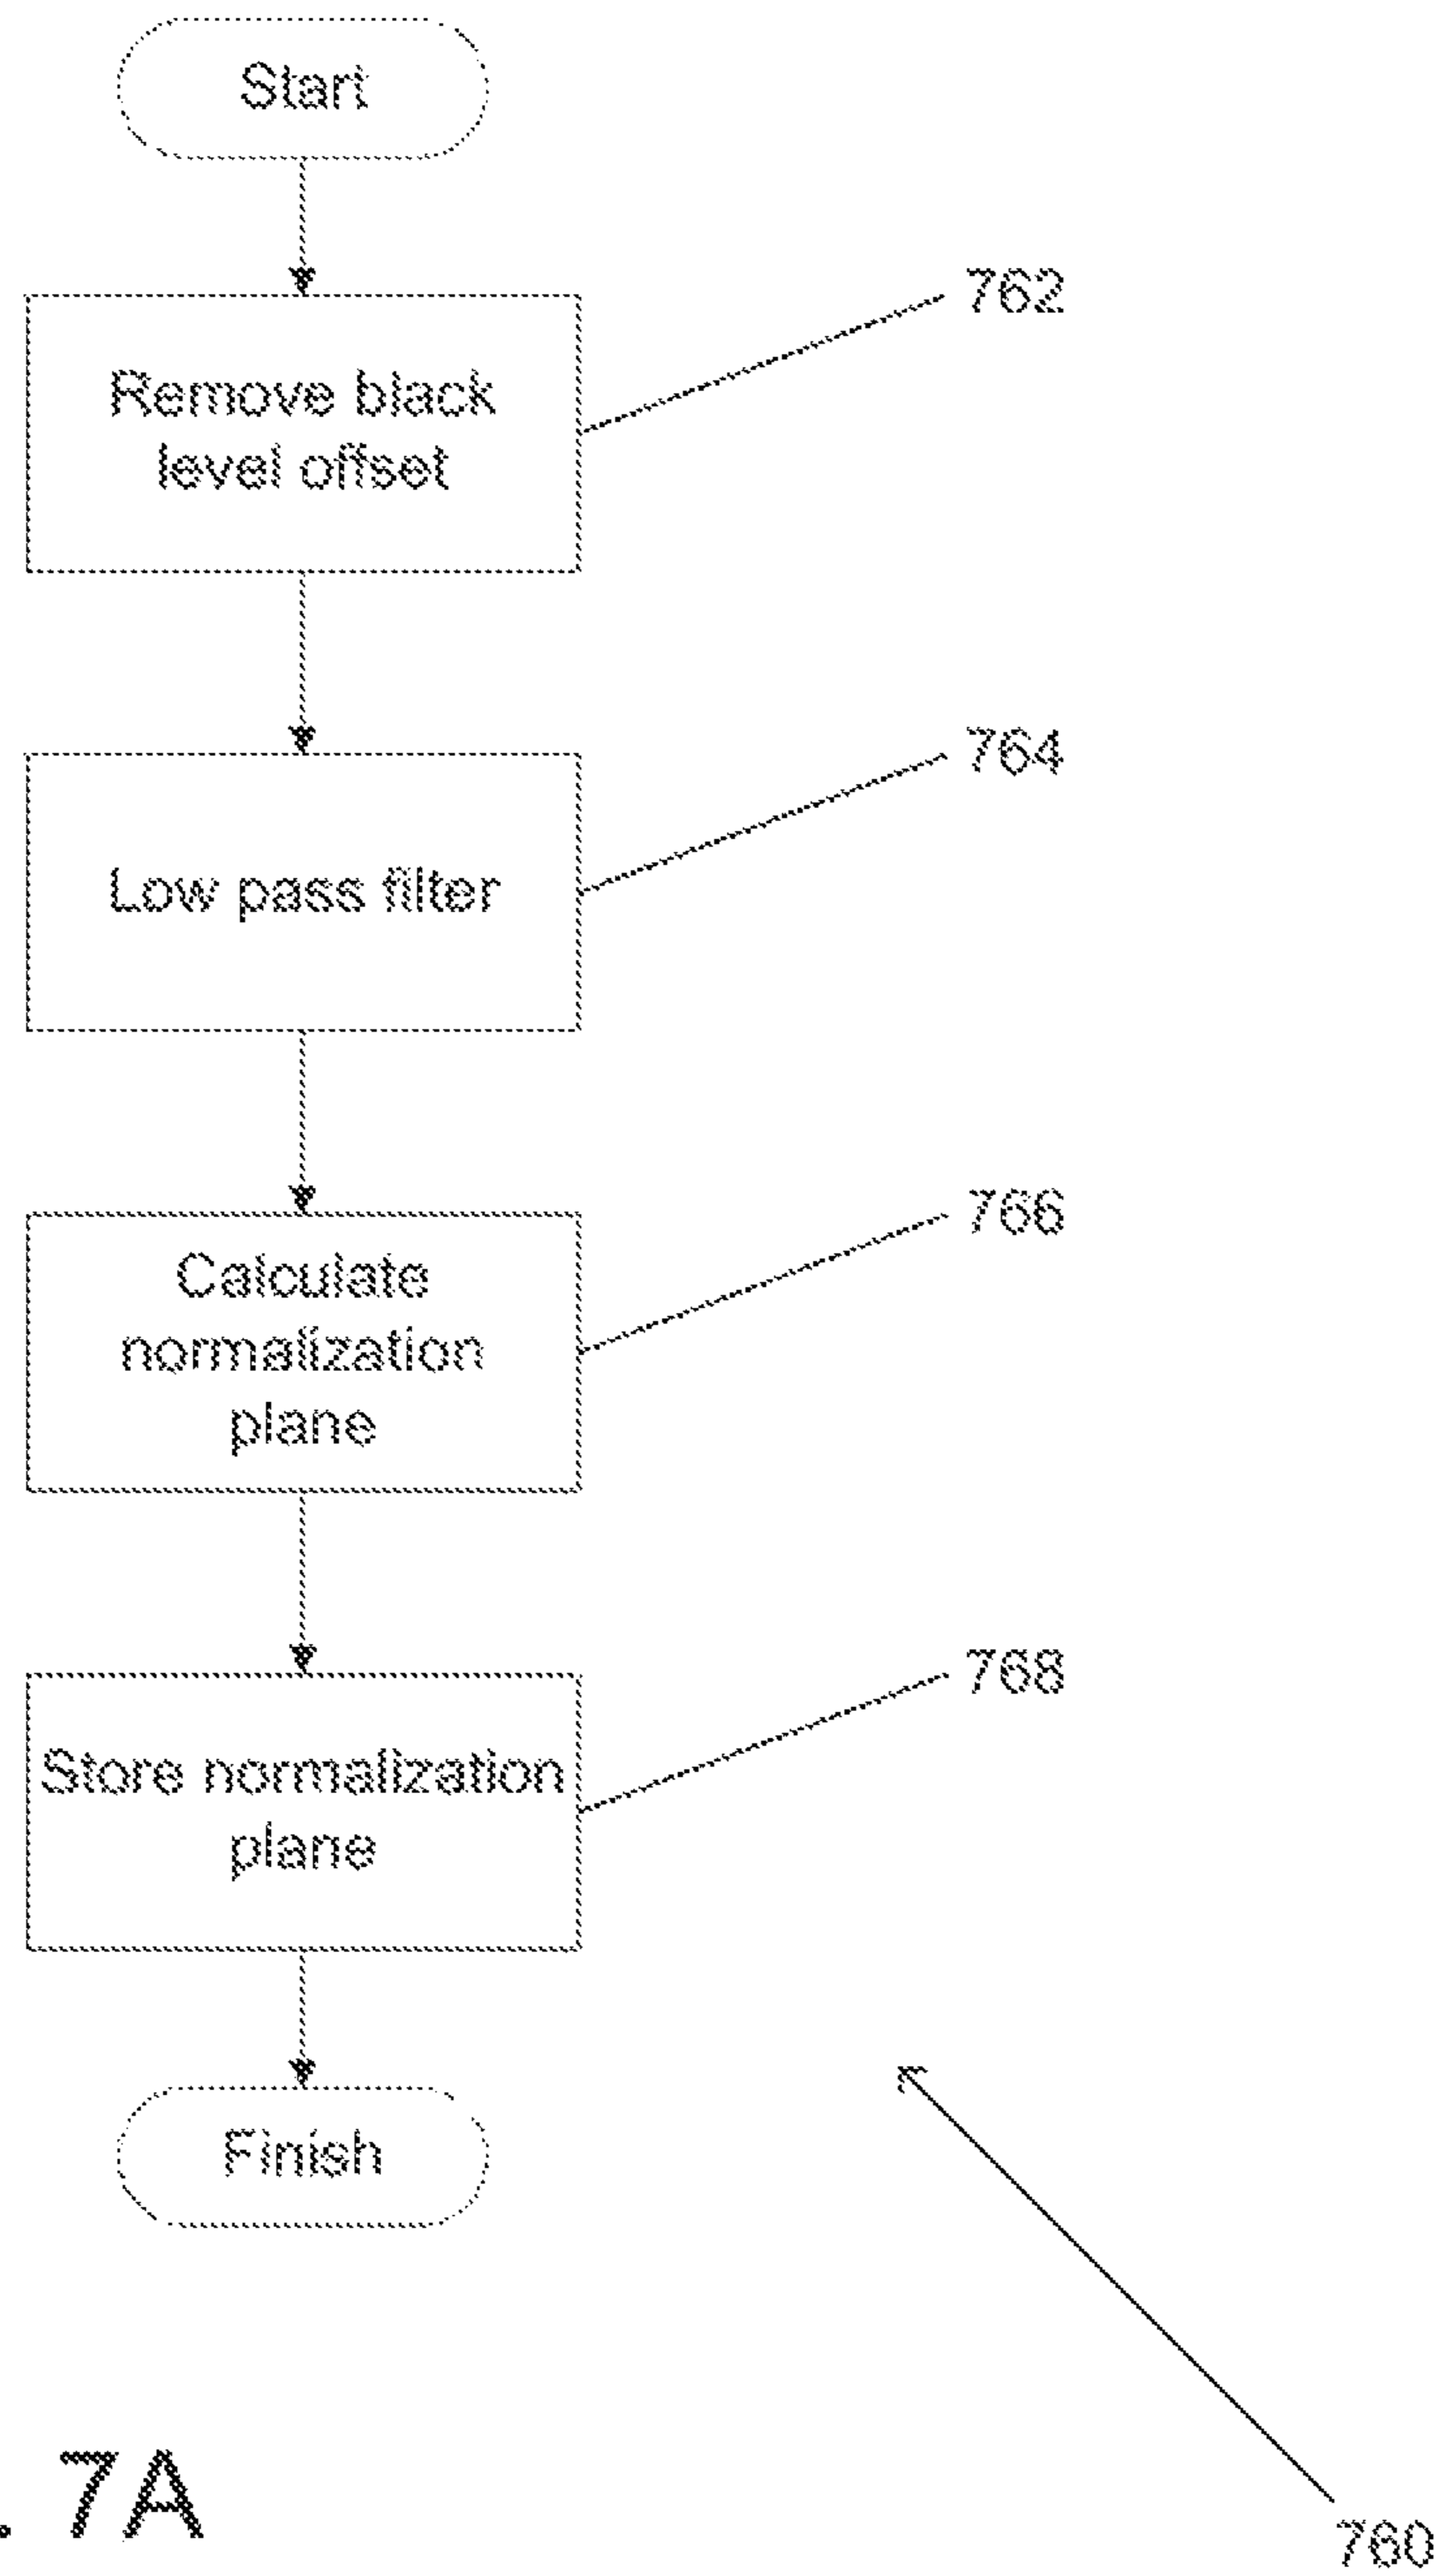 Start
762
Remove black
level offset
764
Low pass filter
766
Calculate
normalization
plane
768
Store normalization
plane
Finish
. 7A
760